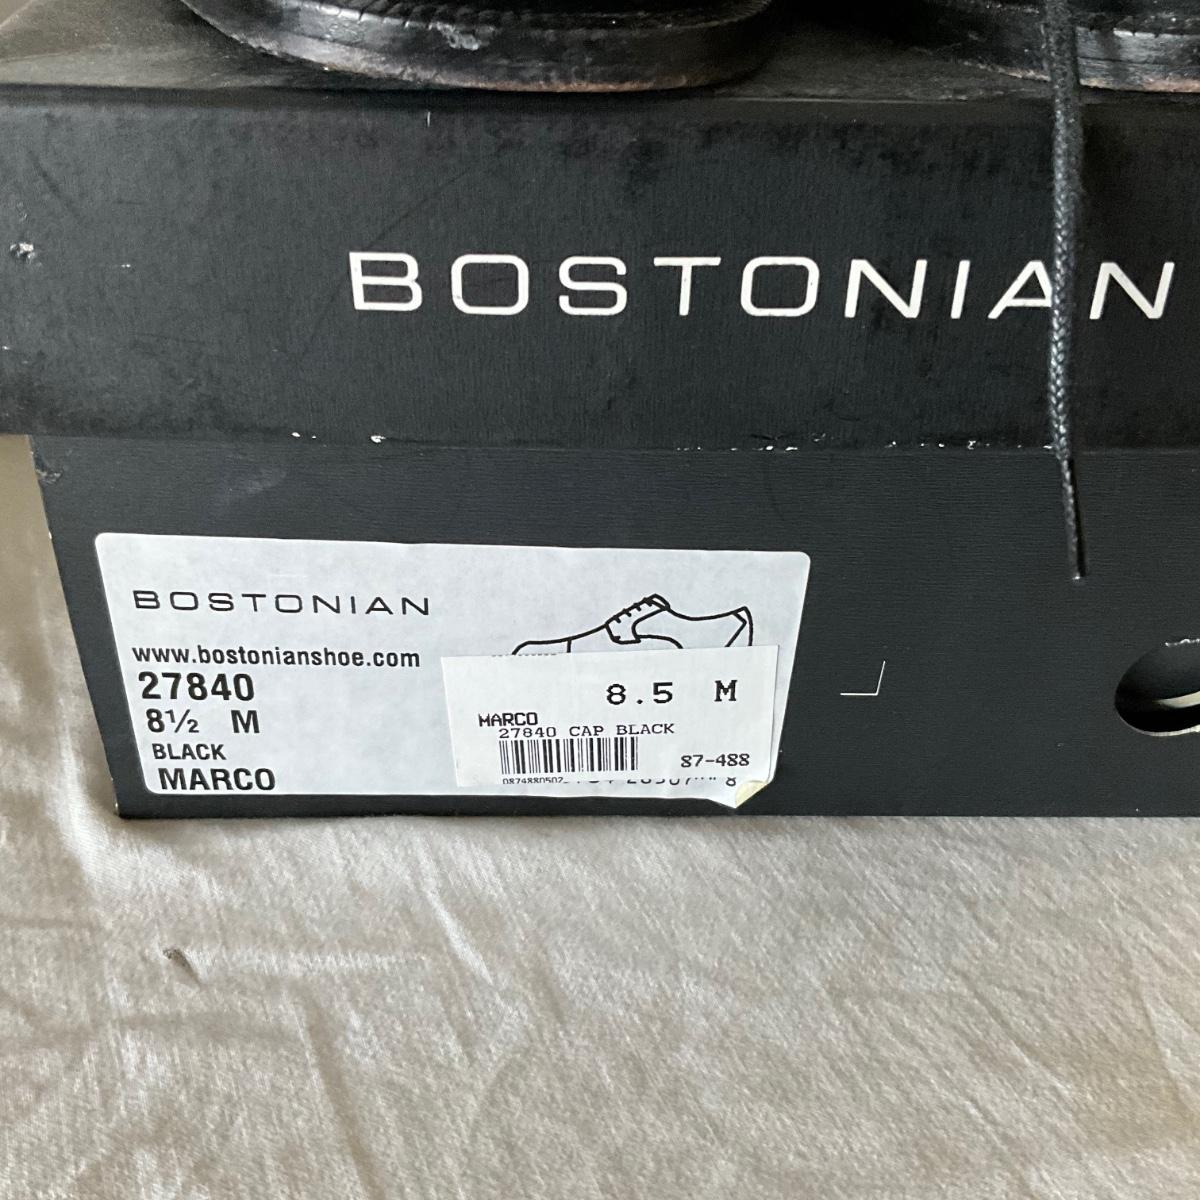 BOSTONIAN
BOSTONIAN
www.bostonianshoe.com
27840
8½ M
BLACK
MARCO
8.5 M
MARCO
27840 CAP BLACK
87-488